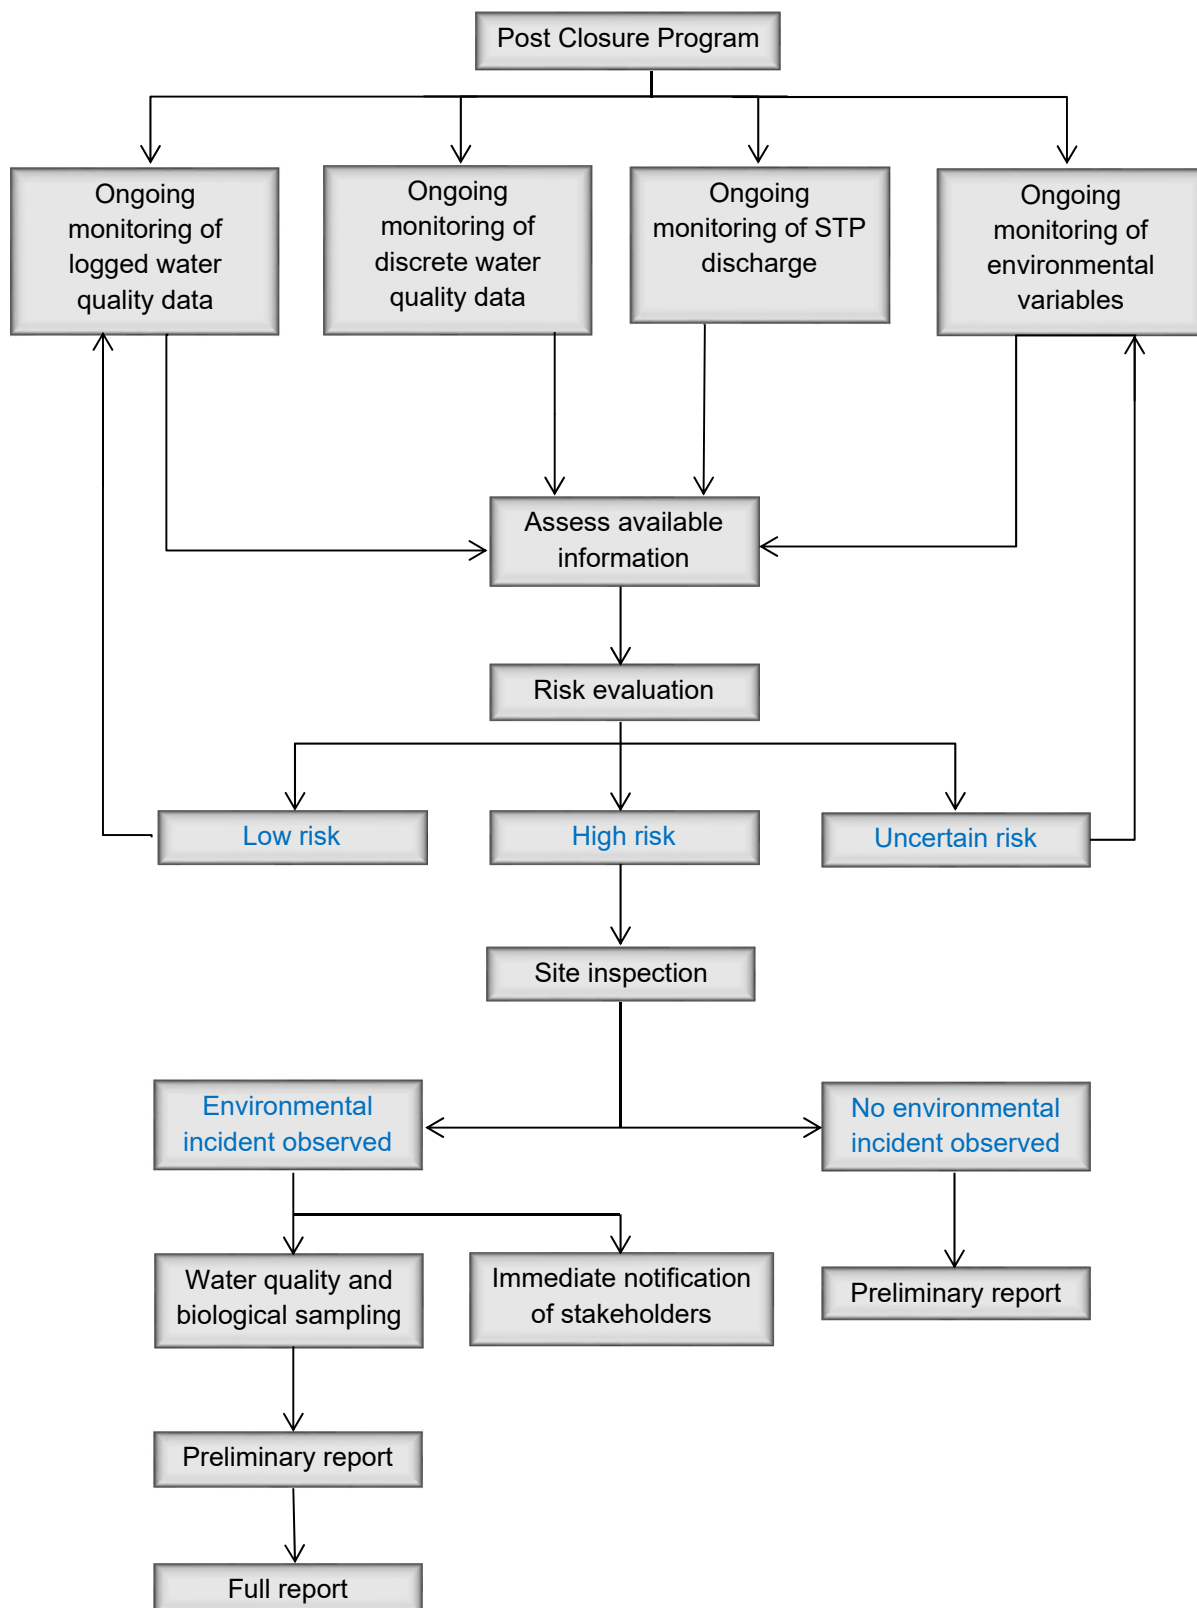 Post Closure Program
Ongoing
monitoring of
logged water
quality data
Ongoing
monitoring of
discrete water
quality data
Ongoing
monitoring of STP
discharge
Ongoing
monitoring of
environmental
variables
Assess available
information
Risk evaluation
Low risk
High risk
Uncertain risk
Site inspection
Environmental
incident observed
No environmental
incident observed
Water quality and
biological sampling
Immediate notification
of stakeholders
Preliminary report
Preliminary report
Full report